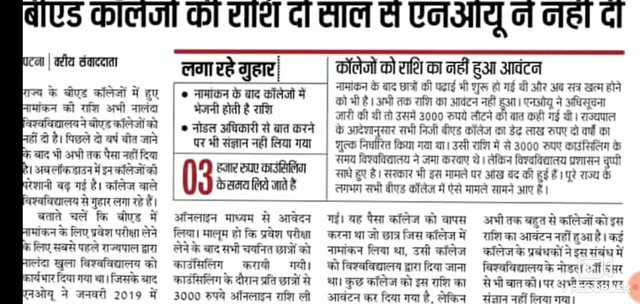 बीएड कॉलेजों की राशि दो साल से एनओयू ने नहीं दी
पटना | वरीय संवाददाता
राज्य के बीएड कॉलेजों में हुए
नामांकन की राशि अभी नालंदा
विश्वविद्यालय ने बीएड कॉलेजों को
नहीं दी है। पिछले दो वर्ष बीत जाने
के बाद भी अभी तक पैसा नहीं दिया
है। अब लॉकडाउन में इन कॉलेजों की
परेशानी बढ़ गई है। कॉलेज वाले
विश्वविद्यालय से गुहार लगा रहे हैं।
बताते चलें कि बीएड में
नामांकन के लिए प्रवेश परीक्षा लेने
के लिए सबसे पहले राज्यपाल द्वारा
नालंदा खुला विश्वविद्यालय को
कार्यभार दिया गया था। जिसके बाद
एनओयू ने जनवरी 2019 में
लगा रहे गुहार
• नामांकन के बाद कॉलेजों में
भेजनी होती है राशि
• नोडल अधिकारी से बात करने
पर भी संज्ञान नहीं लिया गया
03 हजार रुपए काउंसिलिंग
के समय लिये जाते हैं
कॉलेजों को राशि का नहीं हुआ आवंटन
नामांकन के बाद छात्रों की पढ़ाई भी शुरू हो गई थी और अब सत्र खत्म होने
को भी है। अभी तक राशि का आवंटन नहीं हुआ। एनओयू ने अधिसूचना
जारी की थी तो उसमें 3000 रुपये लौटने की बात कही गई थी। राज्यपाल
के आदेशानुसार सभी निजी बीएड कॉलेज का डेढ़ लाख रुपए दो वर्षों का
शुल्क निर्धारित किया गया था। उसी राशि में से 3000 रुपए काउंसिलिंग के
समय विश्वविद्यालय ने जमा करवाए थे। लेकिन विश्वविद्यालय प्रशासन चुप्पी
साधे हुए है। सरकार भी इस मामले पर आंख बंद की हुई हैं। पूरे राज्य के
लगभग सभी बीएड कॉलेज में ऐसे मामले सामने आए हैं।
ऑनलाइन माध्यम से आवेदन
लिया। मालूम हो कि प्रवेश परीक्षा
लेने के बाद सभी चयनित छात्रों को
काउंसिलिंग करायी गयी।
काउंसिलिंग के दौरान प्रति छात्रों से
3000 रुपये ऑनलाइन राशि ली
गई। यह पैसा कॉलेज को वापस
करना था जो छात्र जिस कॉलेज में
नामांकन लिया था, उसी कॉलेज
को विश्वविद्यालय द्वारा दिया जाना
था। कुछ कॉलेज को इस राशि का
आवंटन कर दिया गया है, लेकिन
अभी तक बहुत से कॉलेजों को इस
राशि का आवंटन नहीं हुआ है। कई
कॉलेज के प्रबंधकों ने इस संबंध में
विश्वविद्यालय के नोडल
से भी बात की। पर अभी
संज्ञान नहीं लिया गया